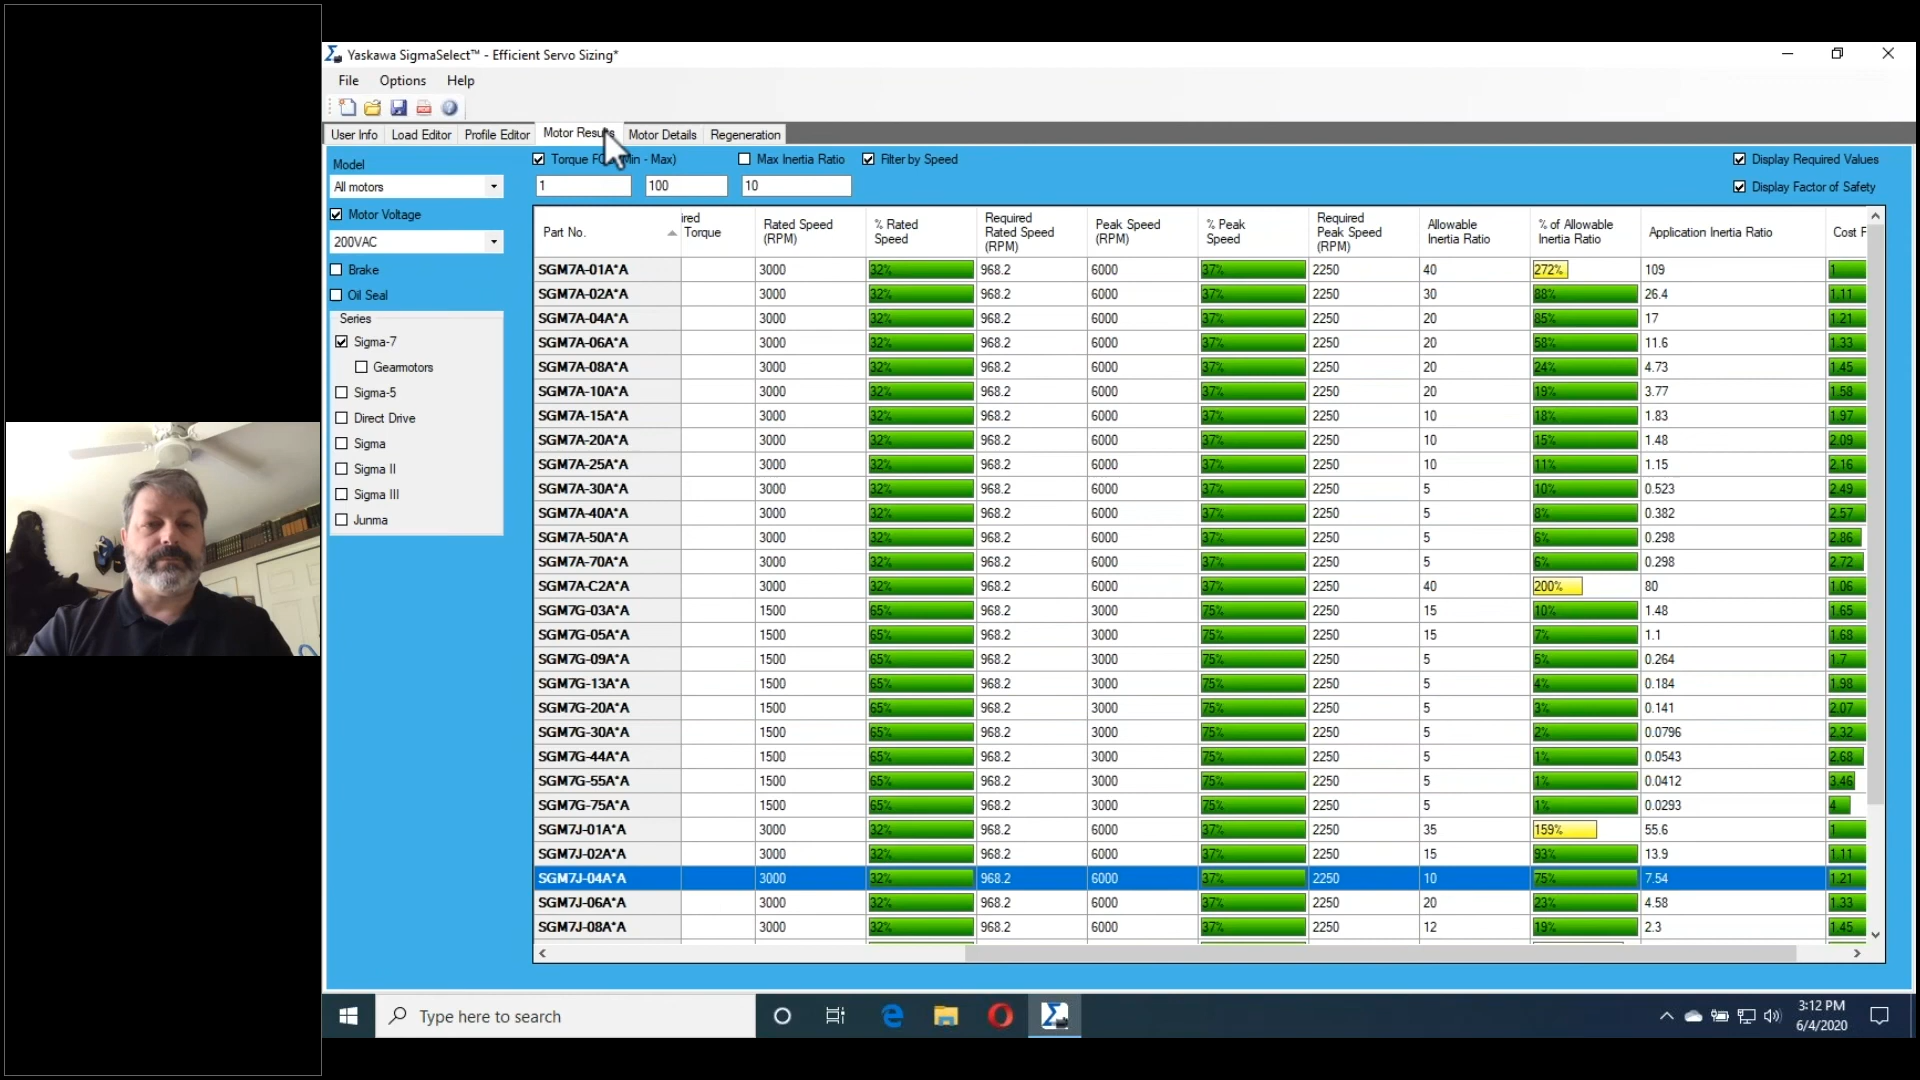 Yaskawa SigmaSelect™ - Efficient Servo Sizing*
File Options Help
User Info Load Editor Profile Editor Motor Results Motor Details Regeneration
Model
All motors
Motor Voltage
200VAC
Brake
Oil Seal
Series
Sigma-7
Gearmotors
Sigma-5
Direct Drive
Sigma
Sigma II
Sigma III
Junma
Torque Min - Max) Max Inertia Ratio Filter by Speed
1 100 10
Display Required Values
Display Factor of Safety
Part No. ired Torque Rated Speed (RPM) % Rated Speed Required Rated Speed (RPM) Peak Speed (RPM) % Peak Speed Required Peak Speed (RPM) Allowable Inertia Ratio % of Allowable Inertia Ratio Application Inertia Ratio Cost F
SGM7A-01A*A 3000 32% 968.2 6000 37% 2250 40 272% 109 1
SGM7A-02A*A 3000 32% 968.2 6000 37% 2250 30 88% 26.4 1.11
SGM7A-04A*A 3000 32% 968.2 6000 37% 2250 20 85% 17 1.21
SGM7A-06A*A 3000 32% 968.2 6000 37% 2250 20 58% 11.6 1.33
SGM7A-08A*A 3000 32% 968.2 6000 37% 2250 20 24% 4.73 1.45
SGM7A-10A*A 3000 32% 968.2 6000 37% 2250 20 19% 3.77 1.58
SGM7A-15A*A 3000 32% 968.2 6000 37% 2250 10 18% 1.83 1.97
SGM7A-20A*A 3000 32% 968.2 6000 37% 2250 10 15% 1.48 2.09
SGM7A-25A*A 3000 32% 968.2 6000 37% 2250 10 11% 1.15 2.16
SGM7A-30A*A 3000 32% 968.2 6000 37% 2250 5 10% 0.523 2.49
SGM7A-40A*A 3000 32% 968.2 6000 37% 2250 5 8% 0.382 2.57
SGM7A-50A*A 3000 32% 968.2 6000 37% 2250 5 6% 0.298 2.86
SGM7A-70A*A 3000 32% 968.2 6000 37% 2250 5 6% 0.298 2.72
SGM7A-C2A*A 3000 32% 968.2 6000 37% 2250 40 200% 80 1.06
SGM7G-03A*A 1500 65% 968.2 3000 75% 2250 15 10% 1.48 1.65
SGM7G-05A*A 1500 65% 968.2 3000 75% 2250 15 7% 1.1 1.68
SGM7G-09A*A 1500 65% 968.2 3000 75% 2250 5 5% 0.264 1.7
SGM7G-13A*A 1500 65% 968.2 3000 75% 2250 5 4% 0.184 1.98
SGM7G-20A*A 1500 65% 968.2 3000 75% 2250 5 3% 0.141 2.07
SGM7G-30A*A 1500 65% 968.2 3000 75% 2250 5 2% 0.0796 2.32
SGM7G-44A*A 1500 65% 968.2 3000 75% 2250 5 1% 0.0543 2.68
SGM7G-55A*A 1500 65% 968.2 3000 75% 2250 5 1% 0.0412 3.46
SGM7G-75A*A 1500 65% 968.2 3000 75% 2250 5 1% 0.0293 4
SGM7J-01A*A 3000 32% 968.2 6000 37% 2250 35 159% 55.6 1
SGM7J-02A*A 3000 32% 968.2 6000 37% 2250 15 93% 13.9 1.11
SGM7J-04A*A 3000 32% 968.2 6000 37% 2250 10 75% 7.54 1.21
SGM7J-06A*A 3000 32% 968.2 6000 37% 2250 20 23% 4.58 1.33
SGM7J-08A*A 3000 32% 968.2 6000 37% 2250 12 19% 2.3 1.45
Type here to search
3:12 PM
6/4/2020